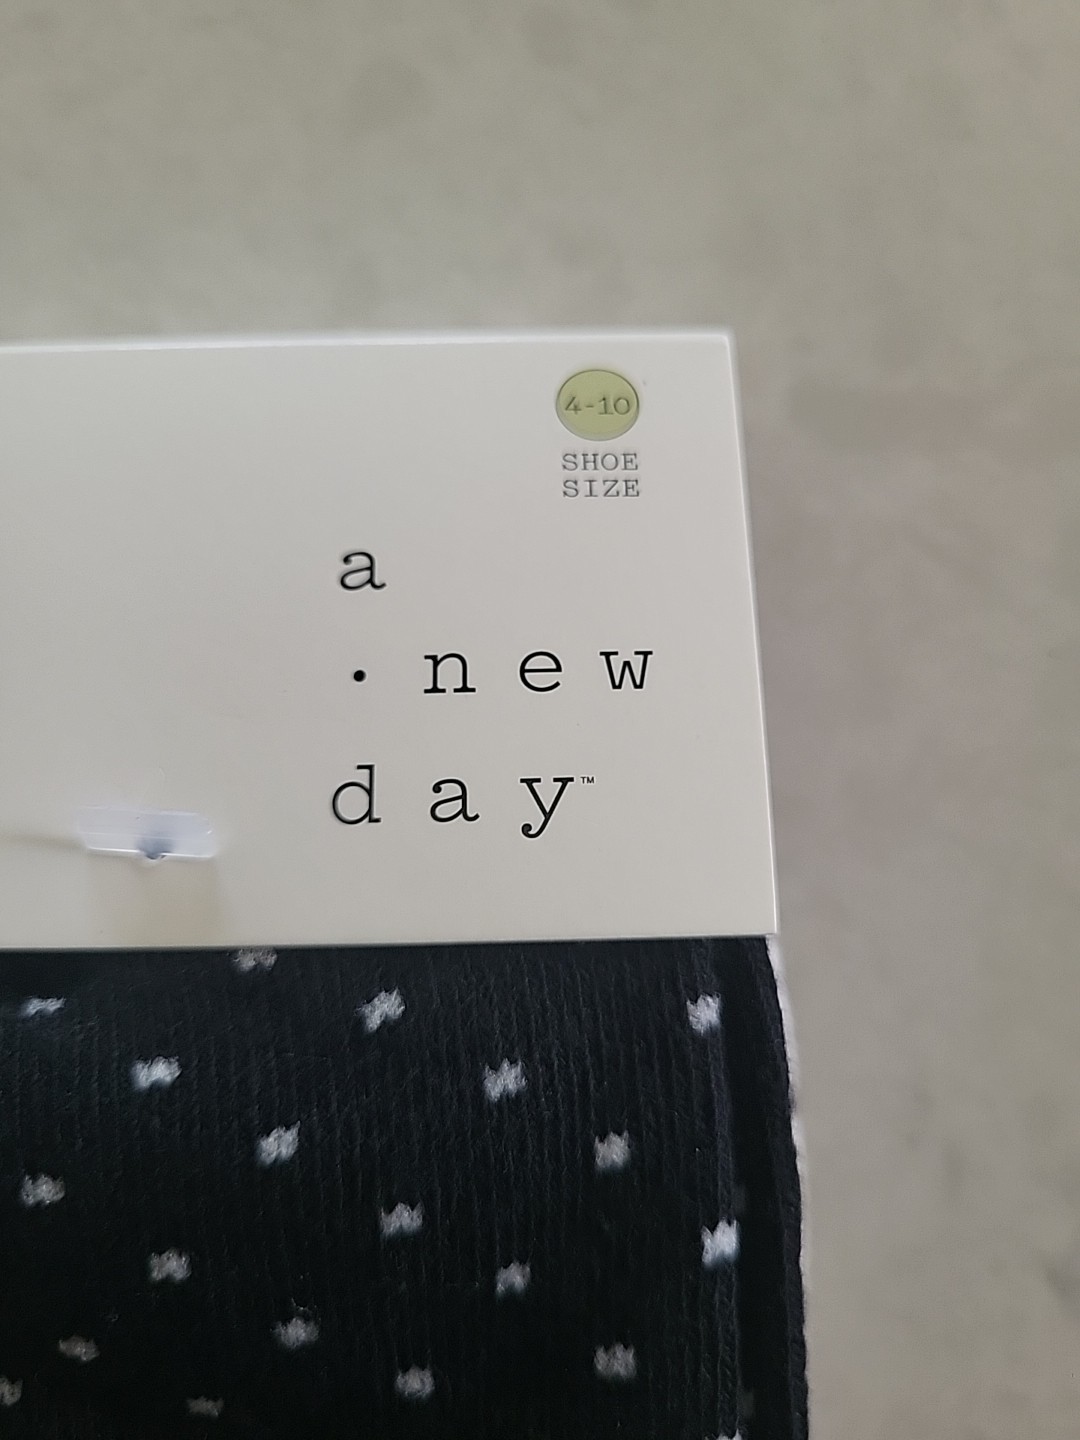 4-10
SHOE
SIZE
a
· new
day™